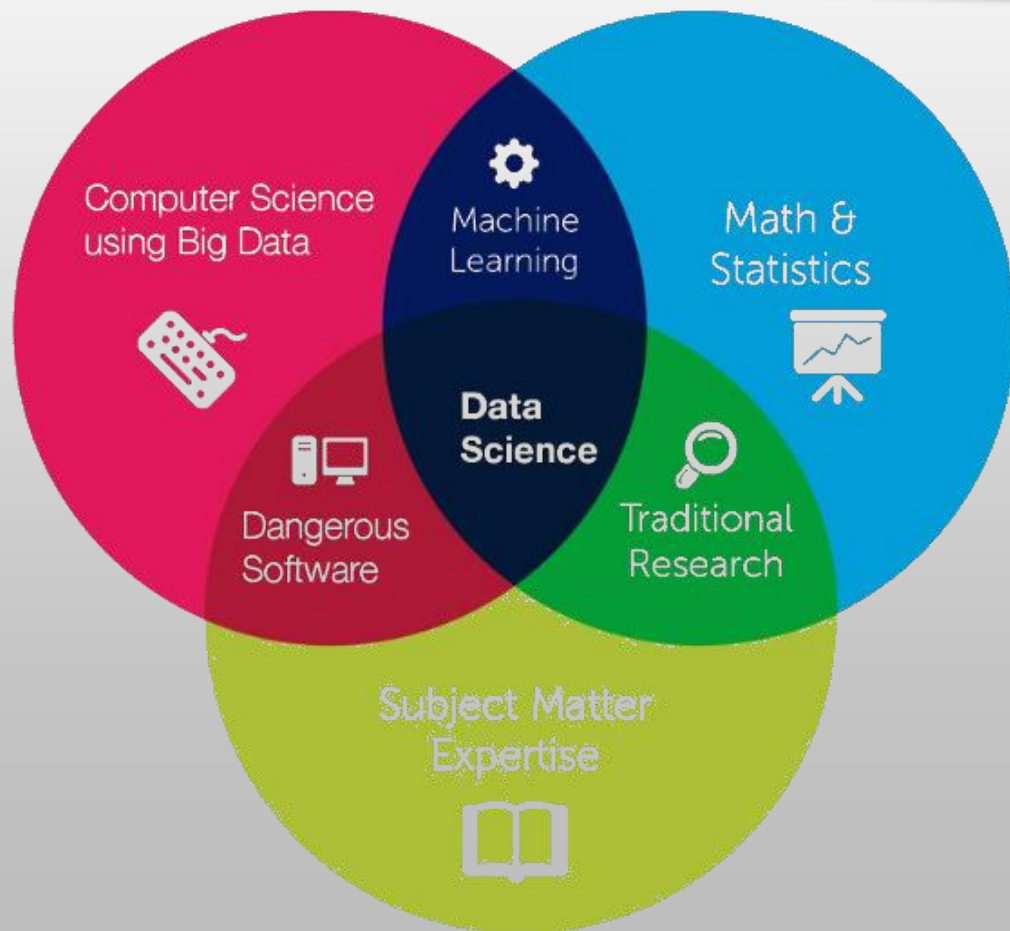 Computer Science
using Big Data
Machine
Learning
Math &
Statistics
Data
Science
Dangerous
Software
Traditional
Research
Subject Matter
Expertise